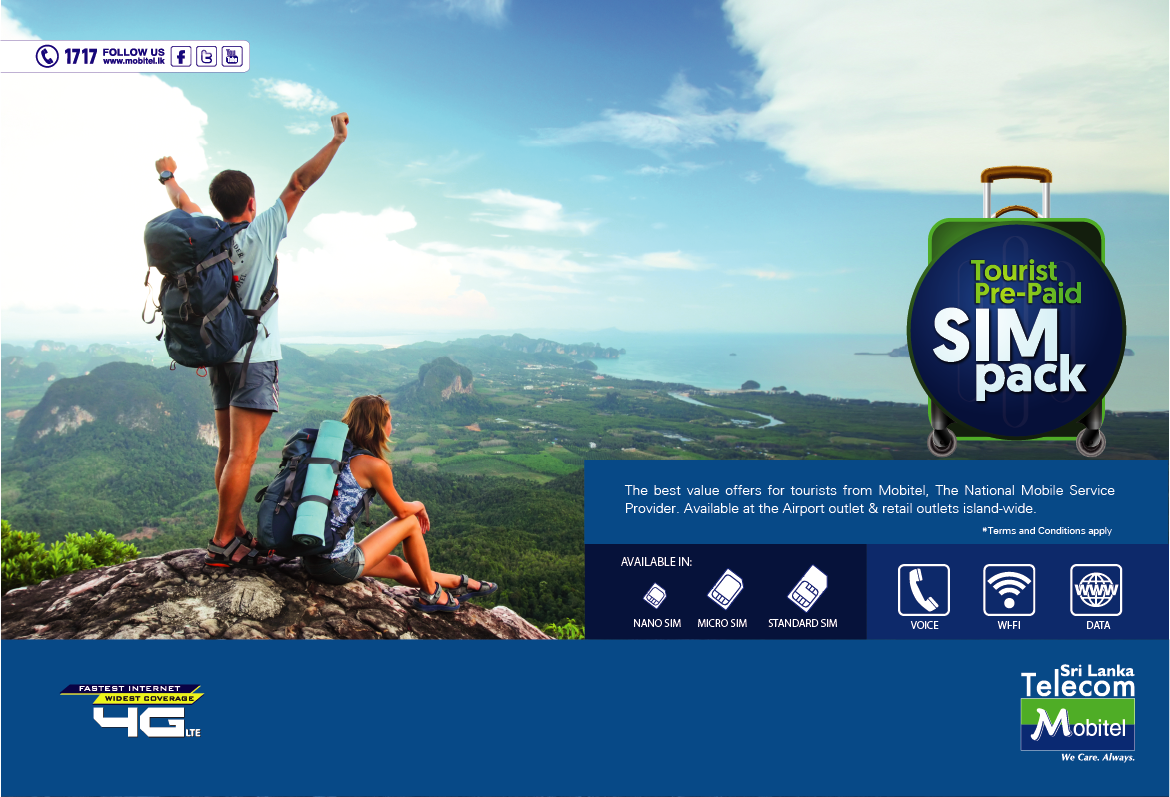 1717 FOLLOW US
www.mobitel.lk
f
t
You Tube
Tourist
Pre-Paid
SIM
pack
The best value offers for tourists from Mobitel, The National Mobile Service
Provider. Available at the Airport outlet & retail outlets island-wide.
*Terms and Conditions apply
AVAILABLE IN:
NANO SIM MICRO SIM STANDARD SIM
WWW
VOICE WI-FI DATA
FASTEST INTERNET
WIDEST COVERAGE
4G LTE
Sri Lanka
Telecom
Mobitel
We Care. Always.